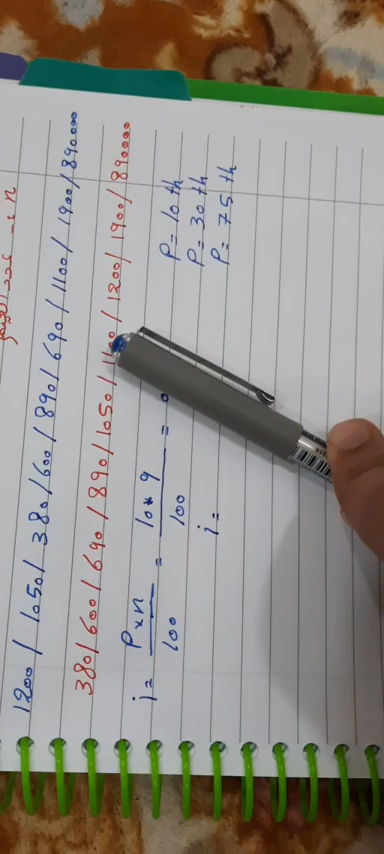 1200 / 1050 / 380 / 600 / 890 / 690 / 1100 / 1900 / 890000
380 / 600 / 690 / 890 / 1050 / / 1200 / 1900 / 890000
i = P×n / 100 = 10×9 / 100 =
P = 10 th
P = 30 th
P = 75 th
i =